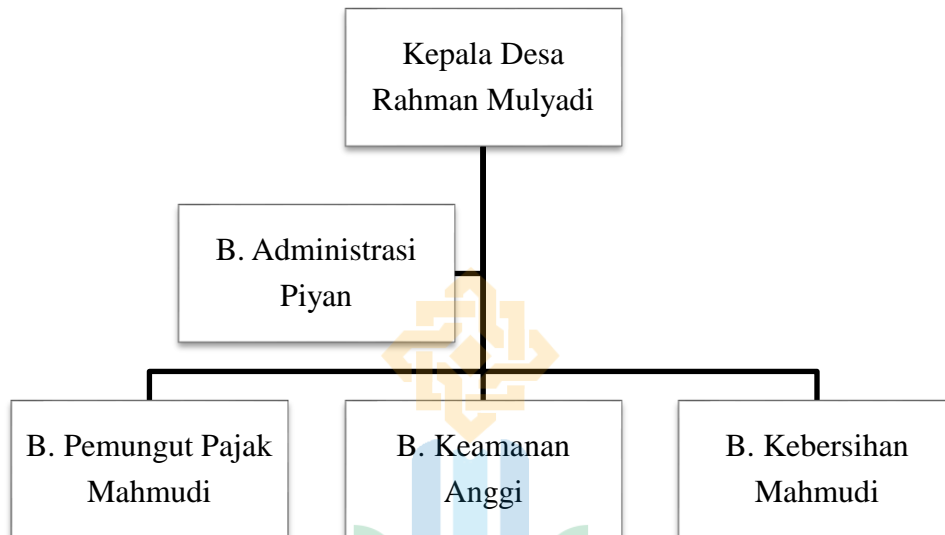 Kepala Desa
Rahman Mulyadi
B. Administrasi
Piyan
B. Pemungut Pajak
Mahmudi
B. Keamanan
Anggi
B. Kebersihan
Mahmudi